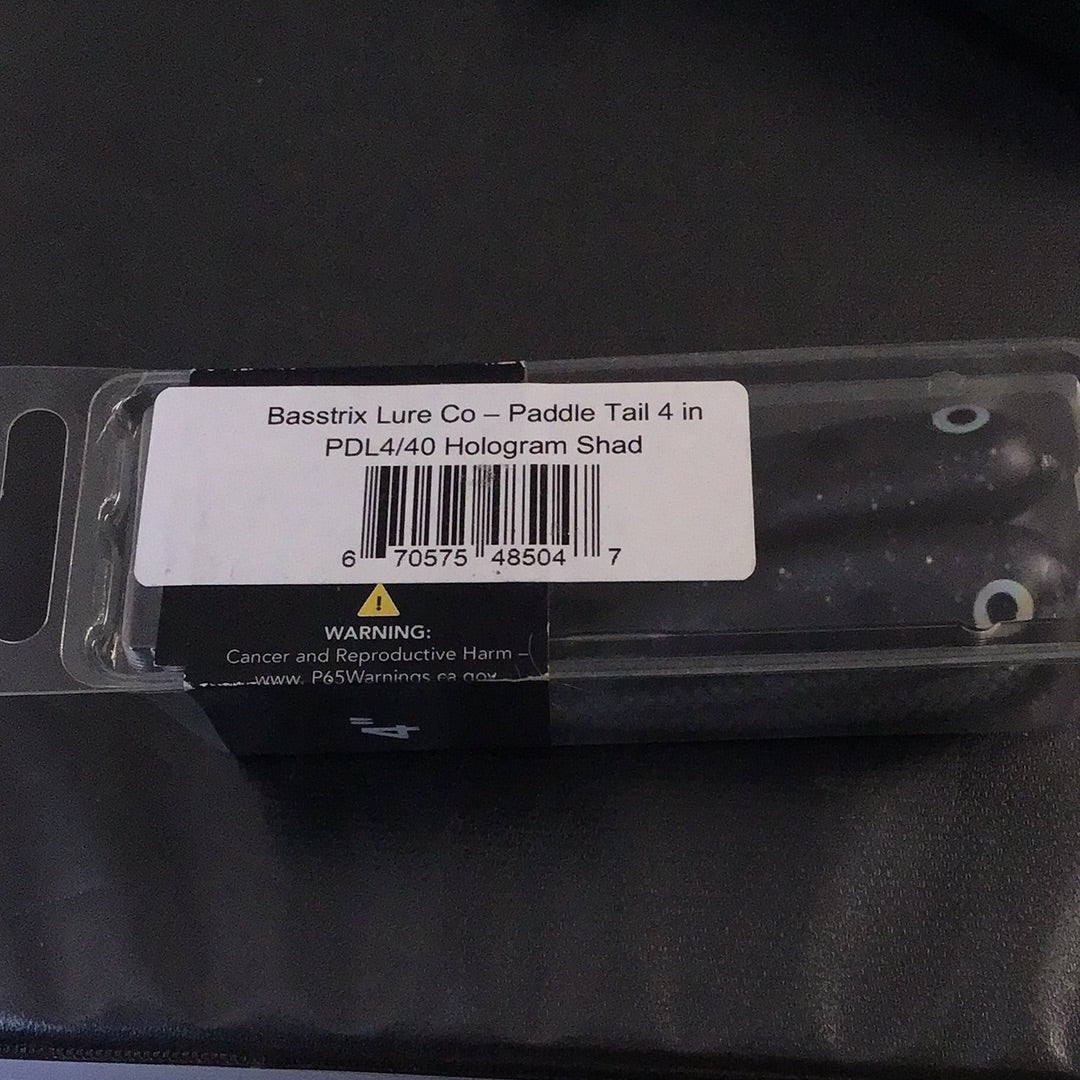 Basstrix Lure Co – Paddle Tail 4 in
PDL4/40 Hologram Shad
6 70575 48504 7
WARNING:
Cancer and Reproductive Harm –
www. P65Warnings.ca.gov
4"